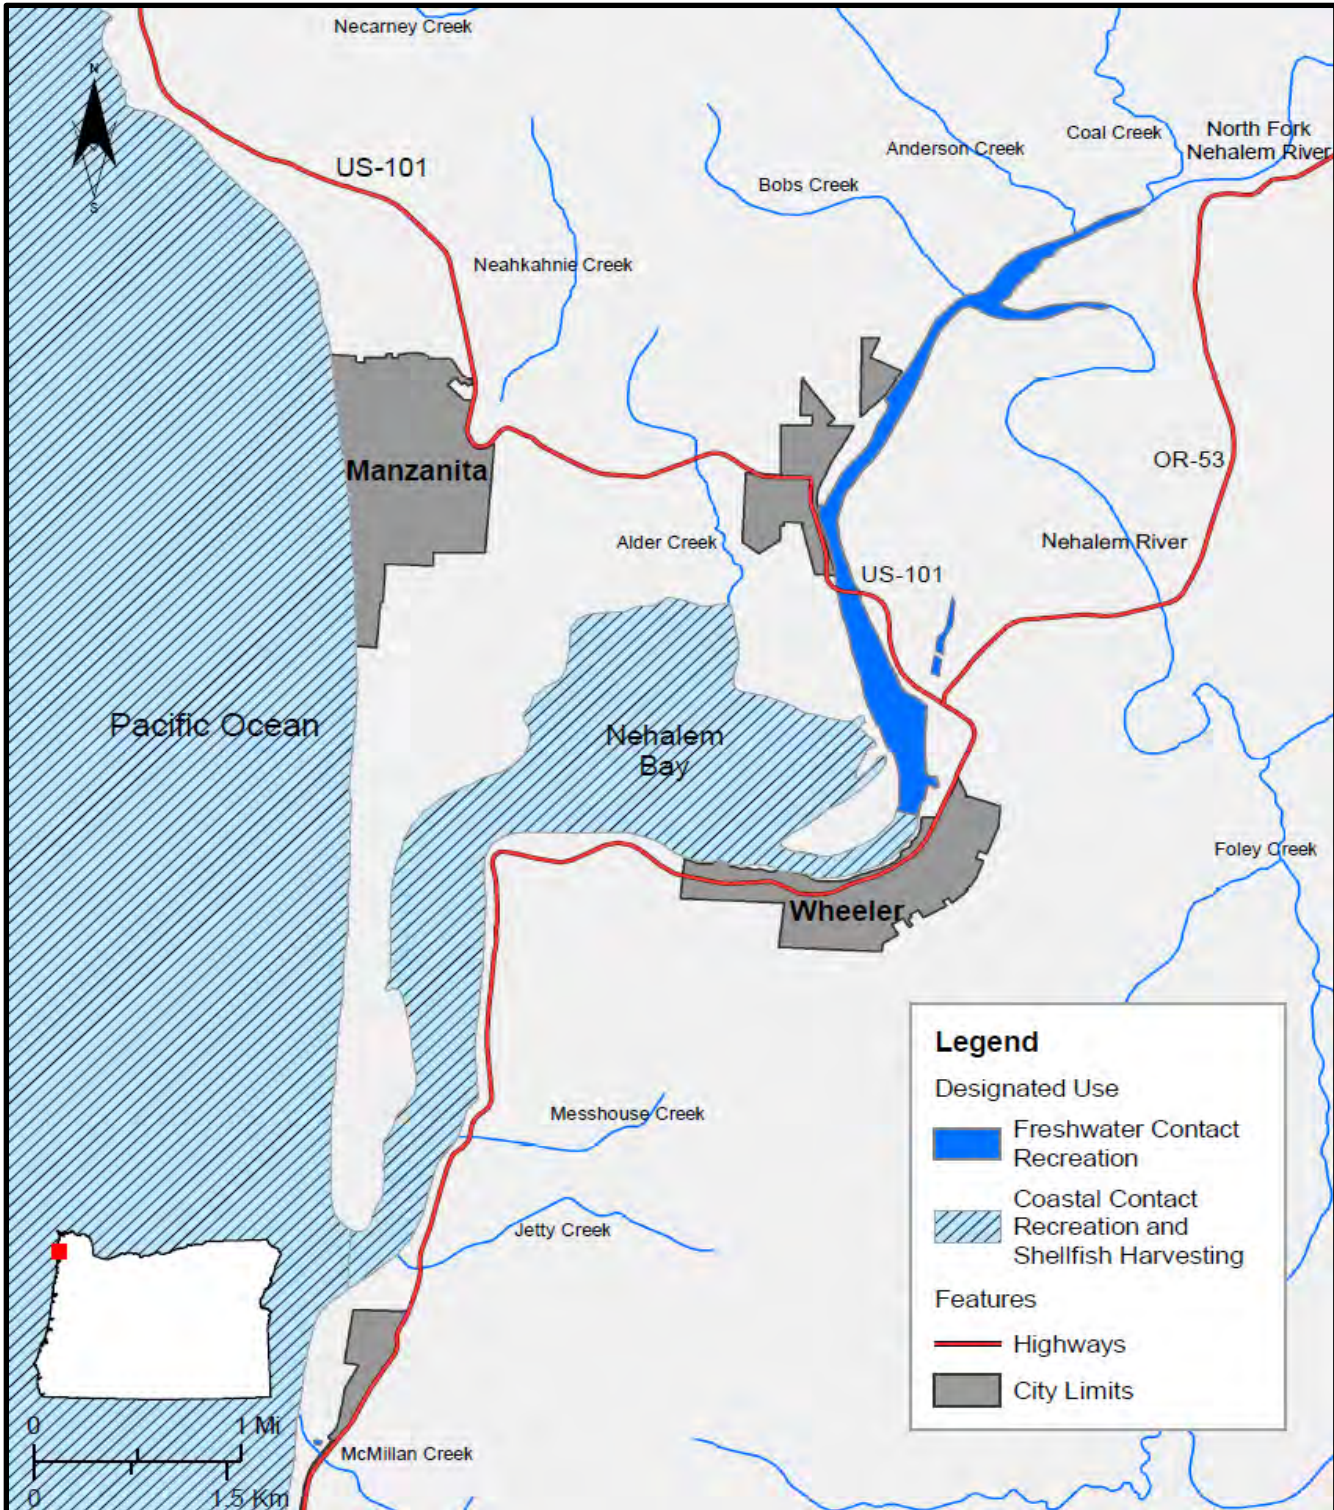 Necarney Creek
N
S
US-101
Anderson Creek
Coal Creek
North Fork
Nehalem River
Bobs Creek
Neahkahnie Creek
Manzanita
OR-53
Alder Creek
Nehalem River
US-101
Pacific Ocean
Nehalem
Bay
Foley Creek
Wheeler
Messhouse Creek
Jetty Creek
McMillan Creek
0
1 Mi
0
1.5 Km
Legend
Designated Use
Freshwater Contact
Recreation
Coastal Contact
Recreation and
Shellfish Harvesting
Features
Highways
City Limits